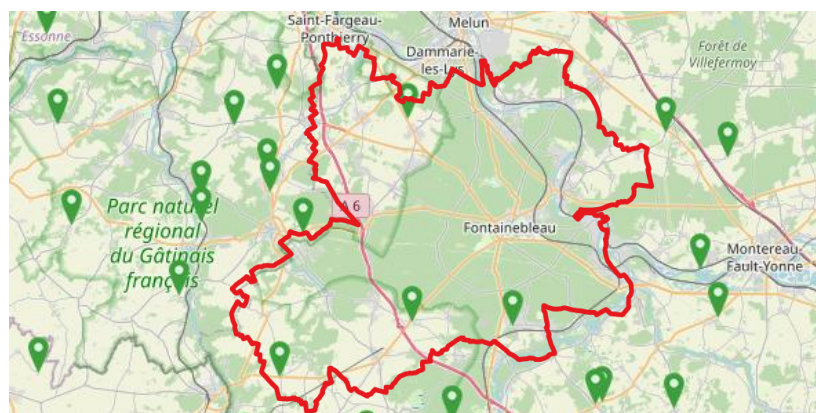 Saint-Fargeau-
Ponthierry
Melun
Essonne
Dammarie-
les-Lys
Forêt de
Villefermoy
A 6
Parc naturel
régional
du Gâtinais
français
Fontainebleau
Montereau-
Fault-Yonne